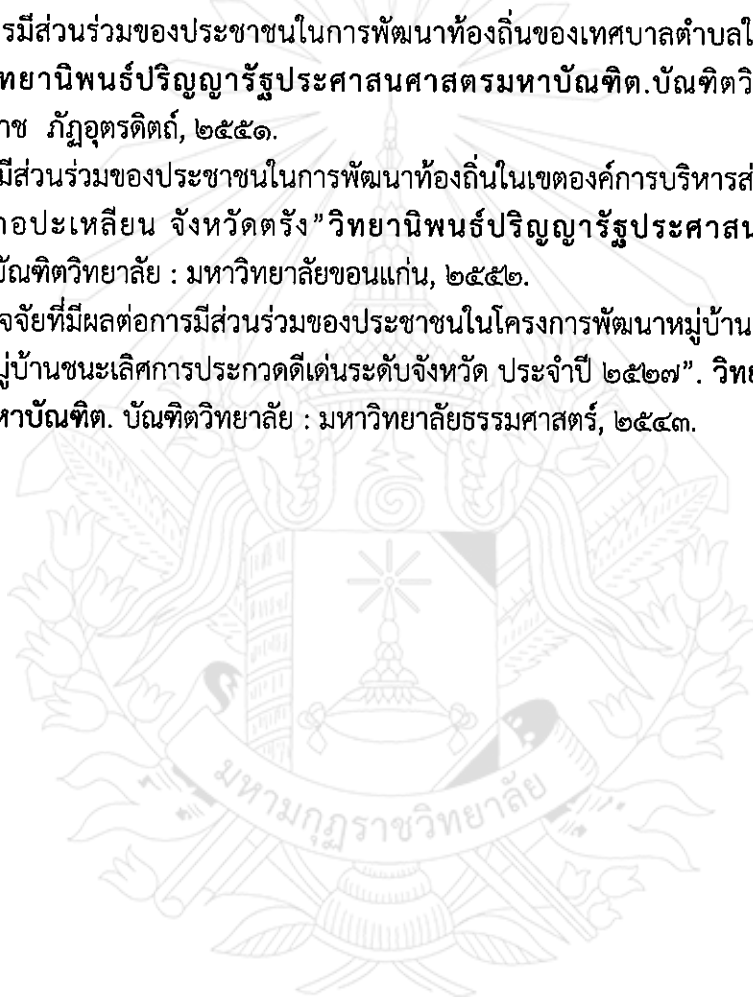 รมีส่วนร่วมของประชาชนในการพัฒนาท้องถิ่นของเทศบาลตำบลใ
ทยานิพนธ์ปริญญารัฐประศาสนศาสตรมหาบัณฑิต.บัณฑิตวิ
าช ภัฏอุตรดิตถ์, ๒๕๕๑.
มีส่วนร่วมของประชาชนในการพัฒนาท้องถิ่นในเขตองค์การบริหารส่
าอปะเหลียน จังหวัดตรัง”วิทยานิพนธ์ปริญญารัฐประศาสน
บัณฑิตวิทยาลัย : มหาวิทยาลัยขอนแก่น, ๒๕๕๒.
จจัยที่มีผลต่อการมีส่วนร่วมของประชาชนในโครงการพัฒนาหมู่บ้าน
มู่บ้านชนะเลิศการประกวดดีเด่นระดับจังหวัด ประจำปี ๒๕๒๗”. วิทย
หาบัณฑิต. บัณฑิตวิทยาลัย : มหาวิทยาลัยธรรมศาสตร์, ๒๕๔๓.
มหามกุฏราชวิทยาลัย